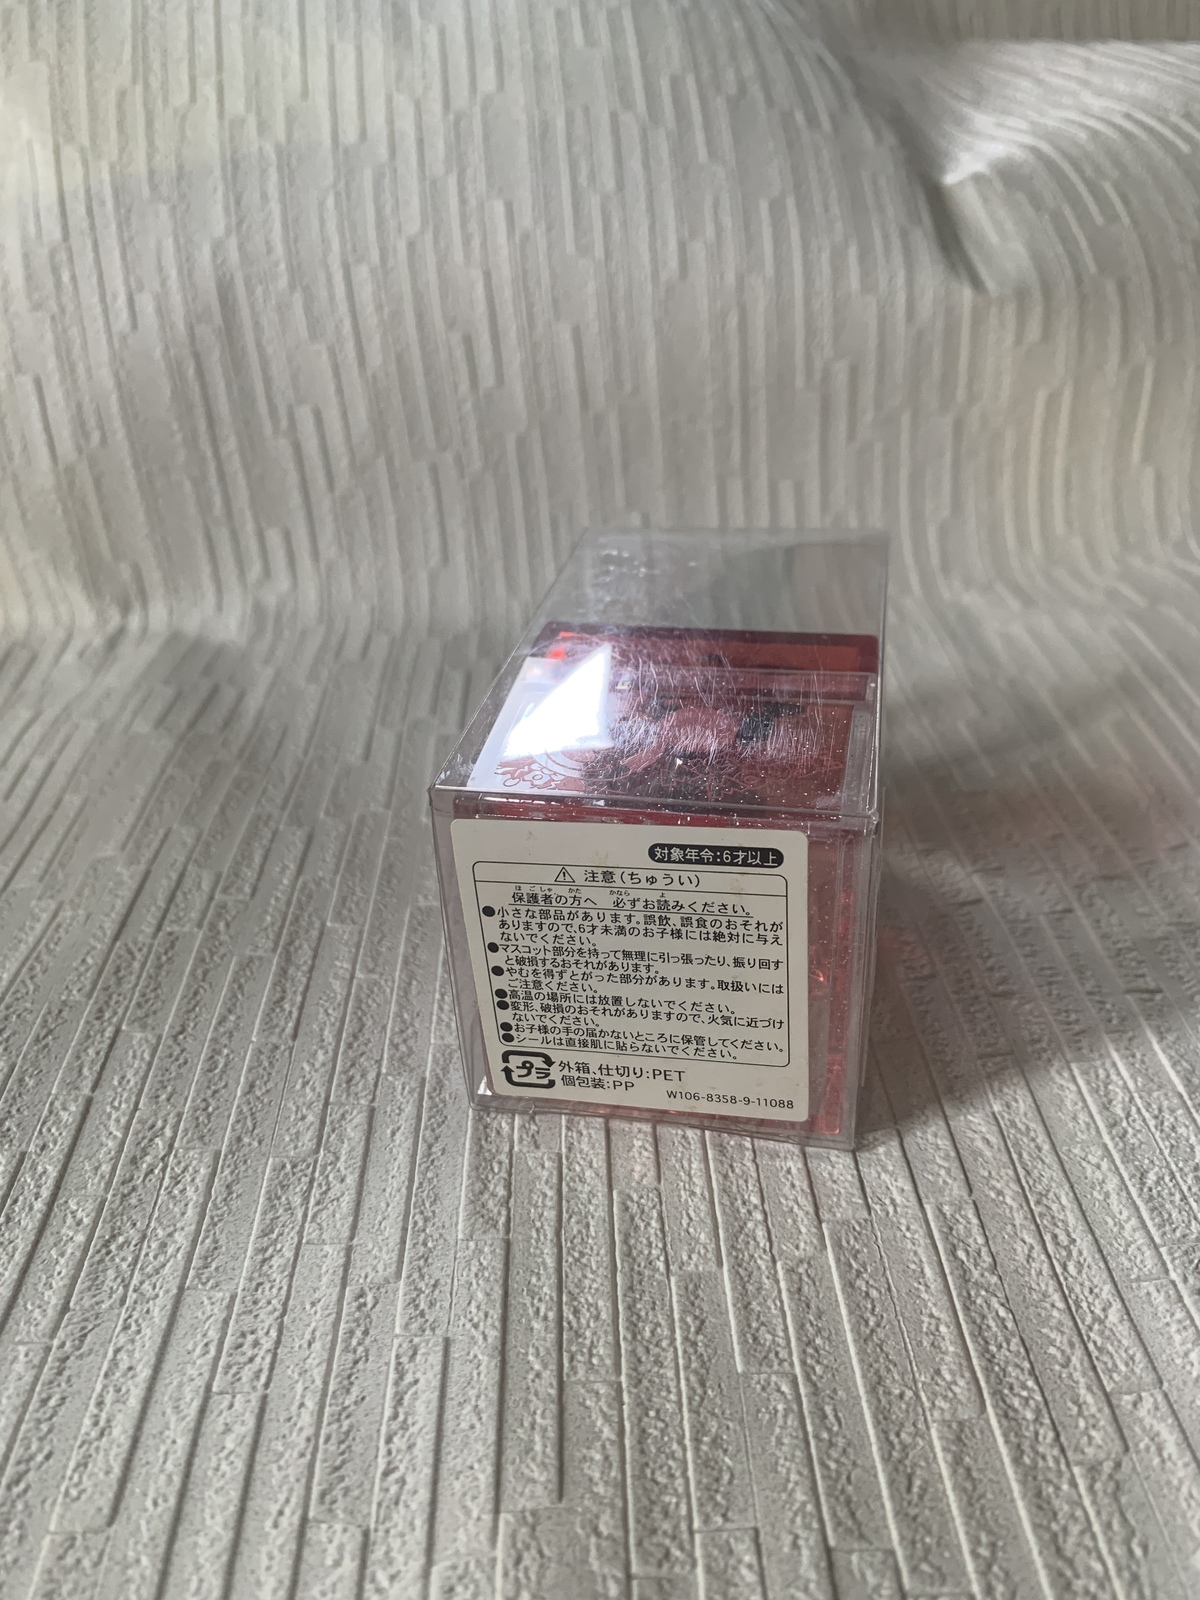 対象年令:6才以上
⚠ 注意(ちゅうい)
ほごしゃ かた かなら よ
保護者の方へ 必ずお読みください。
●小さな部品があります。誤飲、誤食のおそれが
ありますので、6才未満のお子様には絶対に与え
ないでください。
●マスコット部分を持って無理に引っ張ったり、振り回す
と破損するおそれがあります。
●やむを得ずとがった部分があります。取扱いには
ご注意ください。
●高温の場所には放置しないでください。
●変形、破損のおそれがありますので、火気に近づけ
ないでください。
●お子様の手の届かないところに保管してください。
●シールは直接肌に貼らないでください。
プラ 外箱、仕切り:PET
個包装:PP
W106-8358-9-11088